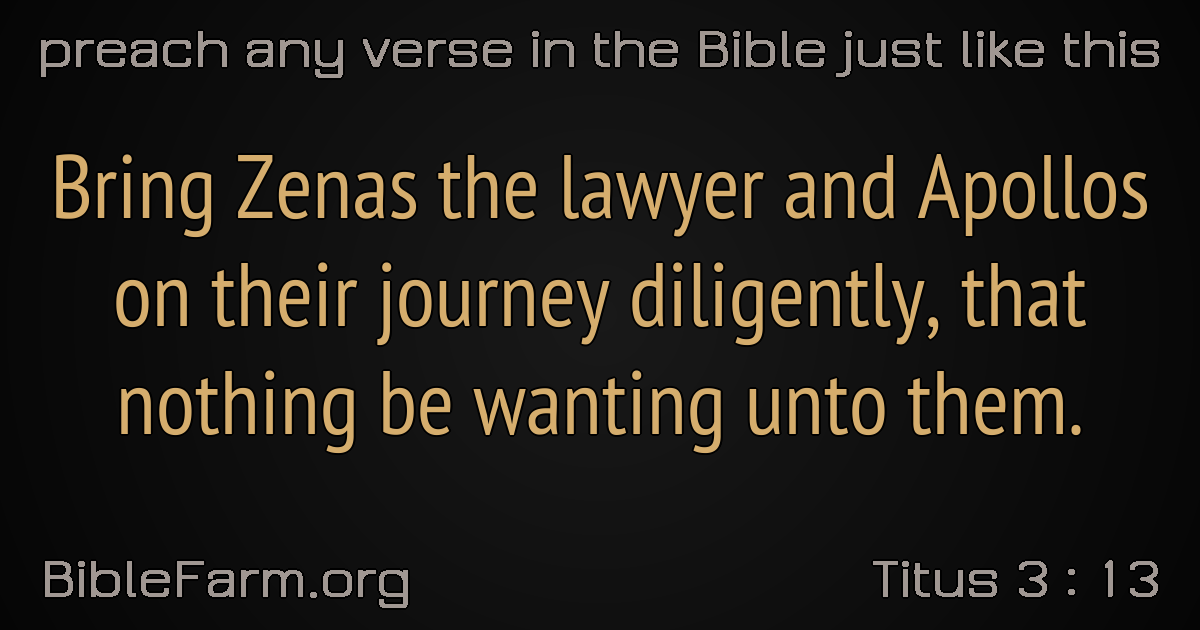 preach any verse in the Bible just like this
Bring Zenas the lawyer and Apollos
on their journey diligently, that
nothing be wanting unto them.
BibleFarm.org
Titus 3 : 13